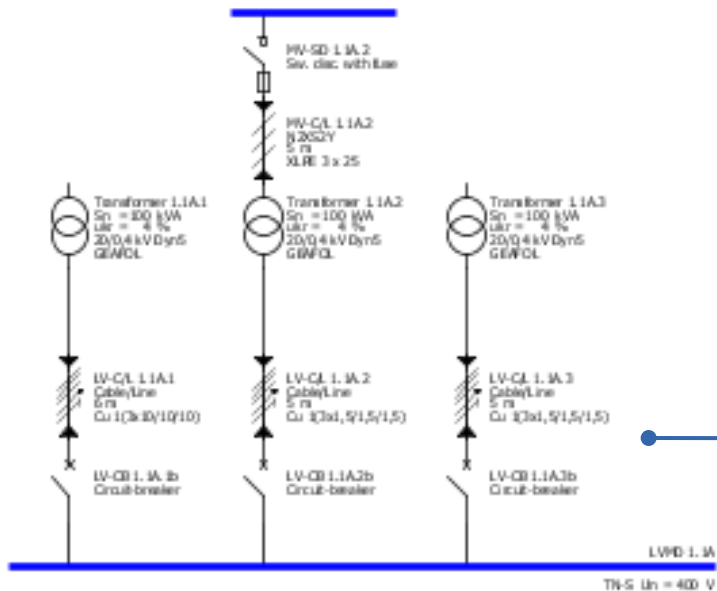 MV-SD 1.1A.2
Sw. disc. with fuse
MV-C/L 1.1A.2
N2XS2Y
5 m
XLPE 3 x 25
Transformer 1.1A.1
Sn = 100 kVA
ukr = 4 %
20/0,4 kV Dyn5
GEAFOL
Transformer 1.1A.2
Sn = 100 kVA
ukr = 4 %
20/0,4 kV Dyn5
GEAFOL
Transformer 1.1A.3
Sn = 100 kVA
ukr = 4 %
20/0,4 kV Dyn5
GEAFOL
LV-C/L 1.1A.1
Cable/Line
6 m
Cu 1(3x10/10/10)
LV-C/L 1.1A.2
Cable/Line
5 m
Cu 1(3x1,5/1,5/1,5)
LV-C/L 1.1A.3
Cable/Line
5 m
Cu 1(3x1,5/1,5/1,5)
LV-CB 1.1A.1b
Circuit-breaker
LV-CB 1.1A.2b
Circuit-breaker
LV-CB 1.1A.3b
Circuit-breaker
LVMD 1.1A
TN-S Un = 400 V